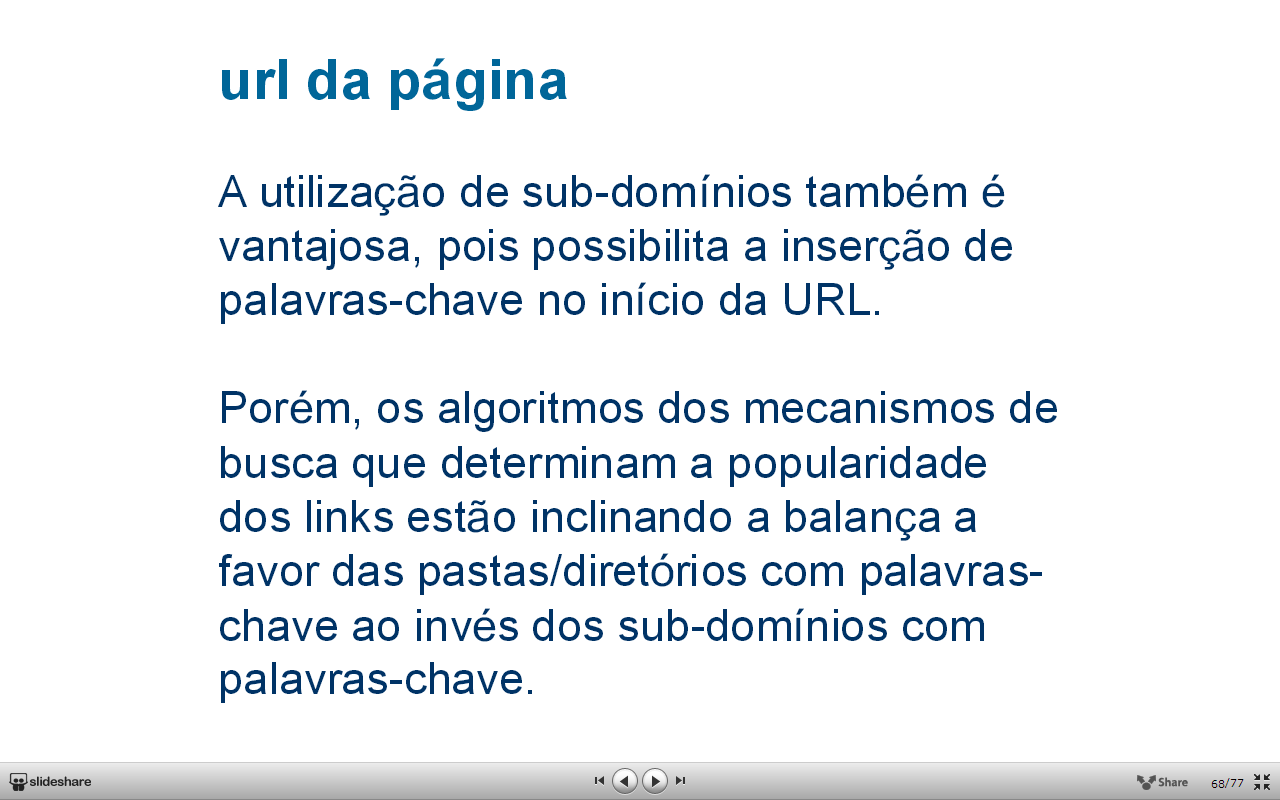 url da página
A utilização de sub-domínios também é
vantajosa, pois possibilita a inserção de
palavras-chave no início da URL.
Porém, os algoritmos dos mecanismos de
busca que determinam a popularidade
dos links estão inclinando a balança a
favor das pastas/diretórios com palavras-
chave ao invés dos sub-domínios com
palavras-chave.
slideshare
Share
68/77